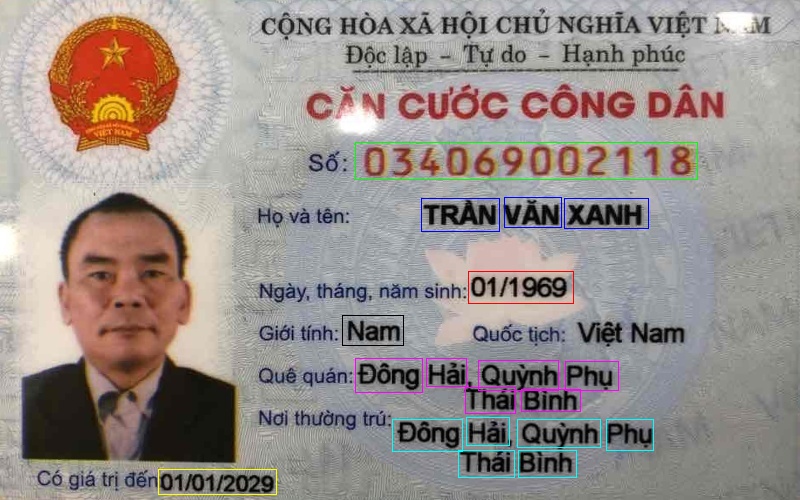 CỘNG HÒA XÃ HỘI CHỦ NGHĨA VIỆT NAM
Độc lập – Tự do – Hạnh phúc
CĂN CƯỚC CÔNG DÂN
Số: 034069002118
Họ và tên: TRẦN VĂN XANH
Ngày, tháng, năm sinh: 01/1969
Giới tính: Nam Quốc tịch: Việt Nam
Quê quán: Đông Hải, Quỳnh Phụ
Thái Bình
Nơi thường trú: Đông Hải, Quỳnh Phụ
Thái Bình
Có giá trị đến 01/01/2029
VIỆT NAM